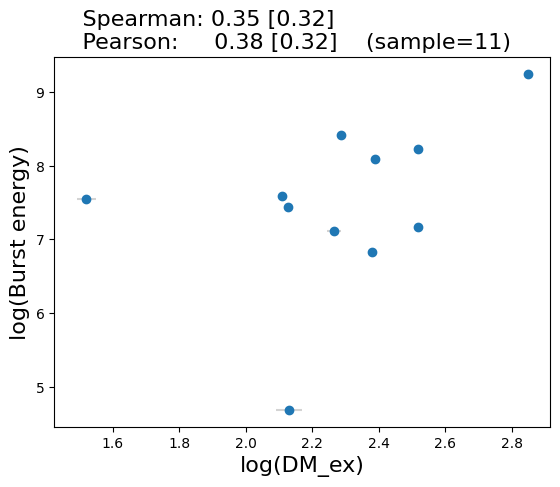 Spearman: 0.35 [0.32]
Pearson: 0.38 [0.32] (sample=11)
log(Burst energy)
9
8
7
6
5
1.6 1.8 2.0 2.2 2.4 2.6 2.8
log(DM_ex)